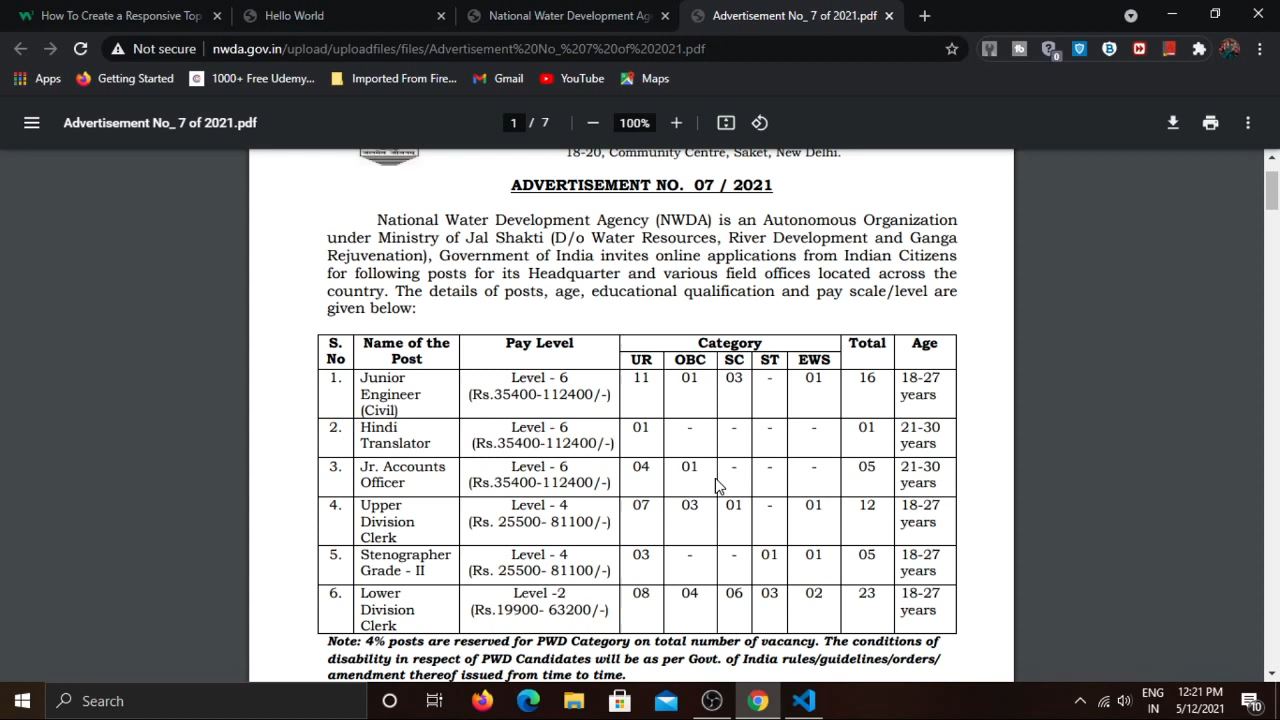 How To Create a Responsive Top
Hello World
National Water Development Ag
Advertisement No_ 7 of 2021.pdf
Not secure
nwda.gov.in/upload/uploadfiles/files/Advertisement%20No_%207%20of%202021.pdf
0
Apps
Getting Started
1000+ Free Udemy...
Imported From Fire...
Gmail
YouTube
Maps
Advertisement No_ 7 of 2021.pdf
1 / 7
100%
18-20, Community Centre, Saket, New Delhi.
ADVERTISEMENT NO. 07 / 2021
National Water Development Agency (NWDA) is an Autonomous Organization
under Ministry of Jal Shakti (D/o Water Resources, River Development and Ganga
Rejuvenation), Government of India invites online applications from Indian Citizens
for following posts for its Headquarter and various field offices located across the
country. The details of posts, age, educational qualification and pay scale/level are
given below:
S. No Name of the Post Pay Level Category Total Age
UR OBC SC ST EWS
1. Junior Engineer (Civil) Level - 6 (Rs.35400-112400/-) 11 01 03 - 01 16 18-27 years
2. Hindi Translator Level - 6 (Rs.35400-112400/-) 01 - - - - 01 21-30 years
3. Jr. Accounts Officer Level - 6 (Rs.35400-112400/-) 04 01 - - - 05 21-30 years
4. Upper Division Clerk Level - 4 (Rs. 25500- 81100/-) 07 03 01 - 01 12 18-27 years
5. Stenographer Grade - II Level - 4 (Rs. 25500- 81100/-) 03 - - 01 01 05 18-27 years
6. Lower Division Clerk Level -2 (Rs.19900- 63200/-) 08 04 06 03 02 23 18-27 years
Note: 4% posts are reserved for PWD Category on total number of vacancy. The conditions of
disability in respect of PWD Candidates will be as per Govt. of India rules/guidelines/orders/
amendment thereof issued from time to time.
Search
ENG
IN
12:21 PM
5/12/2021
10